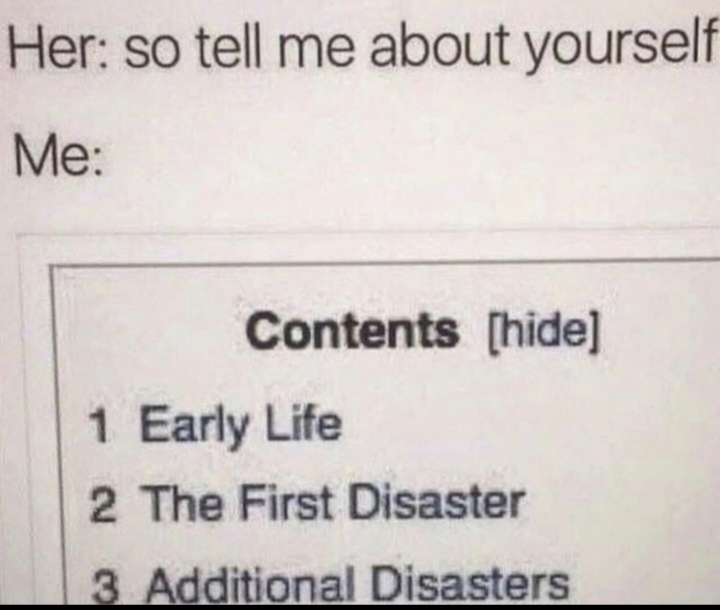 Her: so tell me about yourself
Me:
Contents [hide]
1 Early Life
2 The First Disaster
3 Additional Disasters